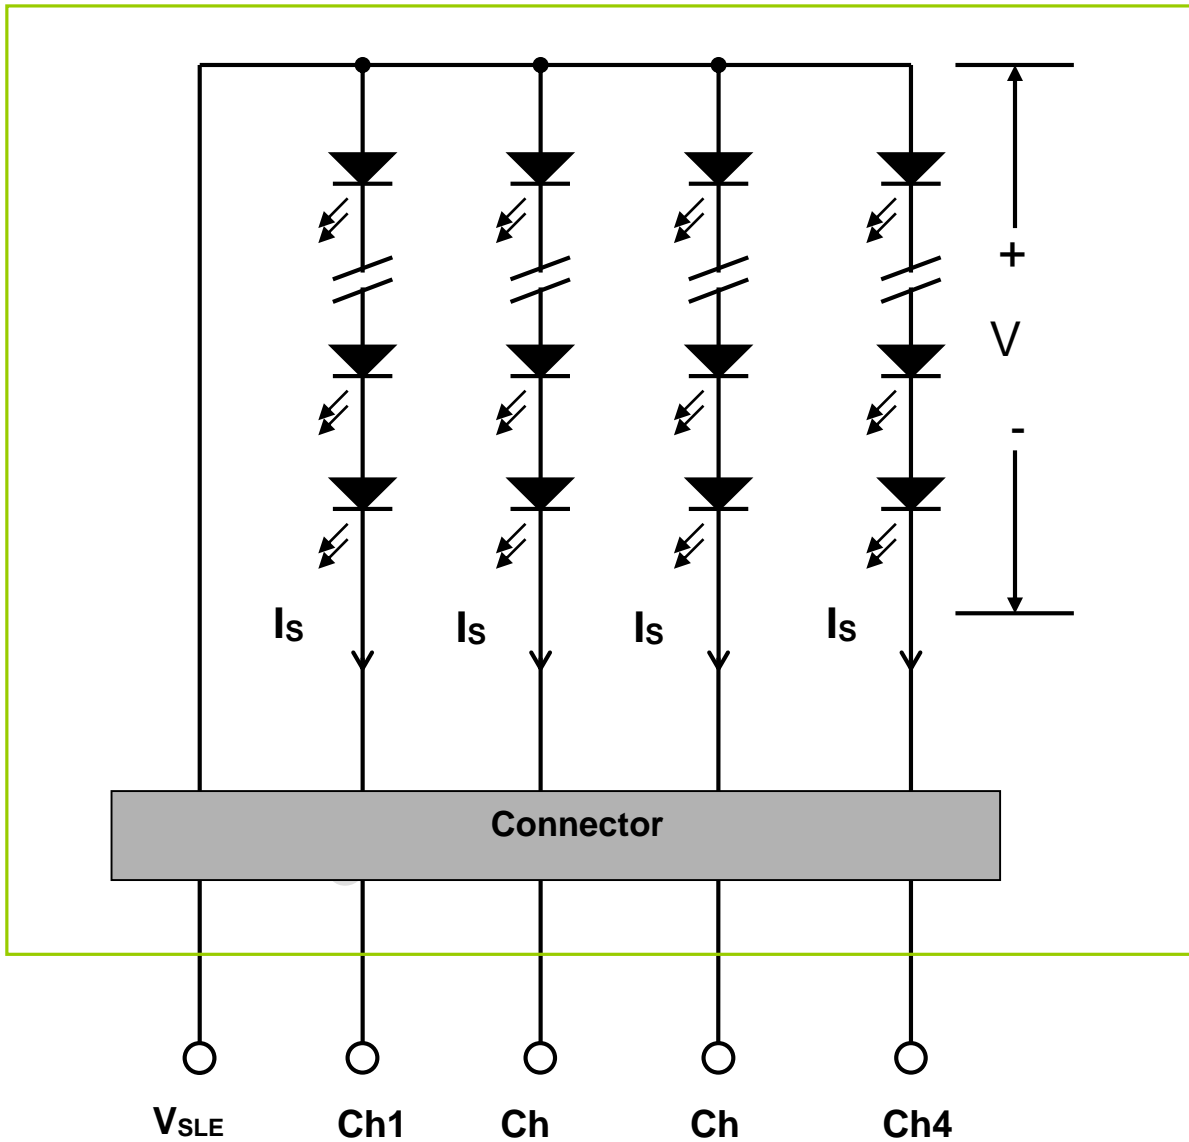 +
V
-
IS IS IS IS
Connector
VSLE Ch1 Ch Ch Ch4